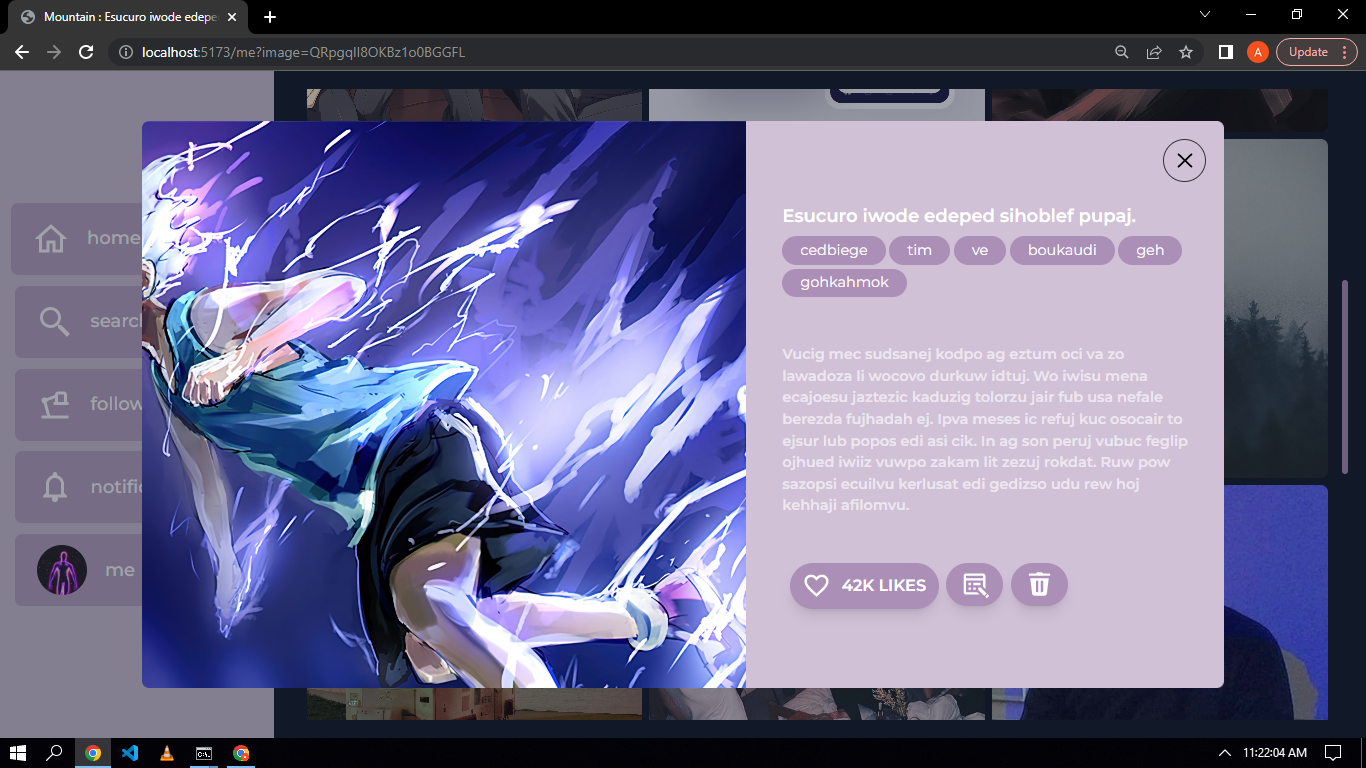 Mountain : Esucuro iwode edepe
localhost:5173/me?image=QRpgqlI8OKBz1o0BGGFL
A
Update
home
search
follow
notific
me
Esucuro iwode edeped sihoblef pupaj.
cedbiege tim ve boukaudi geh
gohkahmok
Vucig mec sudsanej kodpo ag eztum oci va zo
lawadoza li wocovo durkuw idtuj. Wo iwisu mena
ecajoesu jaztezic kaduzig tolorzu jair fub usa nefale
berezda fujhadah ej. Ipva meses ic refuj kuc osocair to
ejsur lub popos edi asi cik. In ag son peruj vubuc feglip
ojhued iwiiz vuwpo zakam lit zezuj rokdat. Ruw pow
sazopsi ecuilvu kerlusat edi gedizso udu rew hoj
kehhaji afilomvu.
42K LIKES
11:22:04 AM